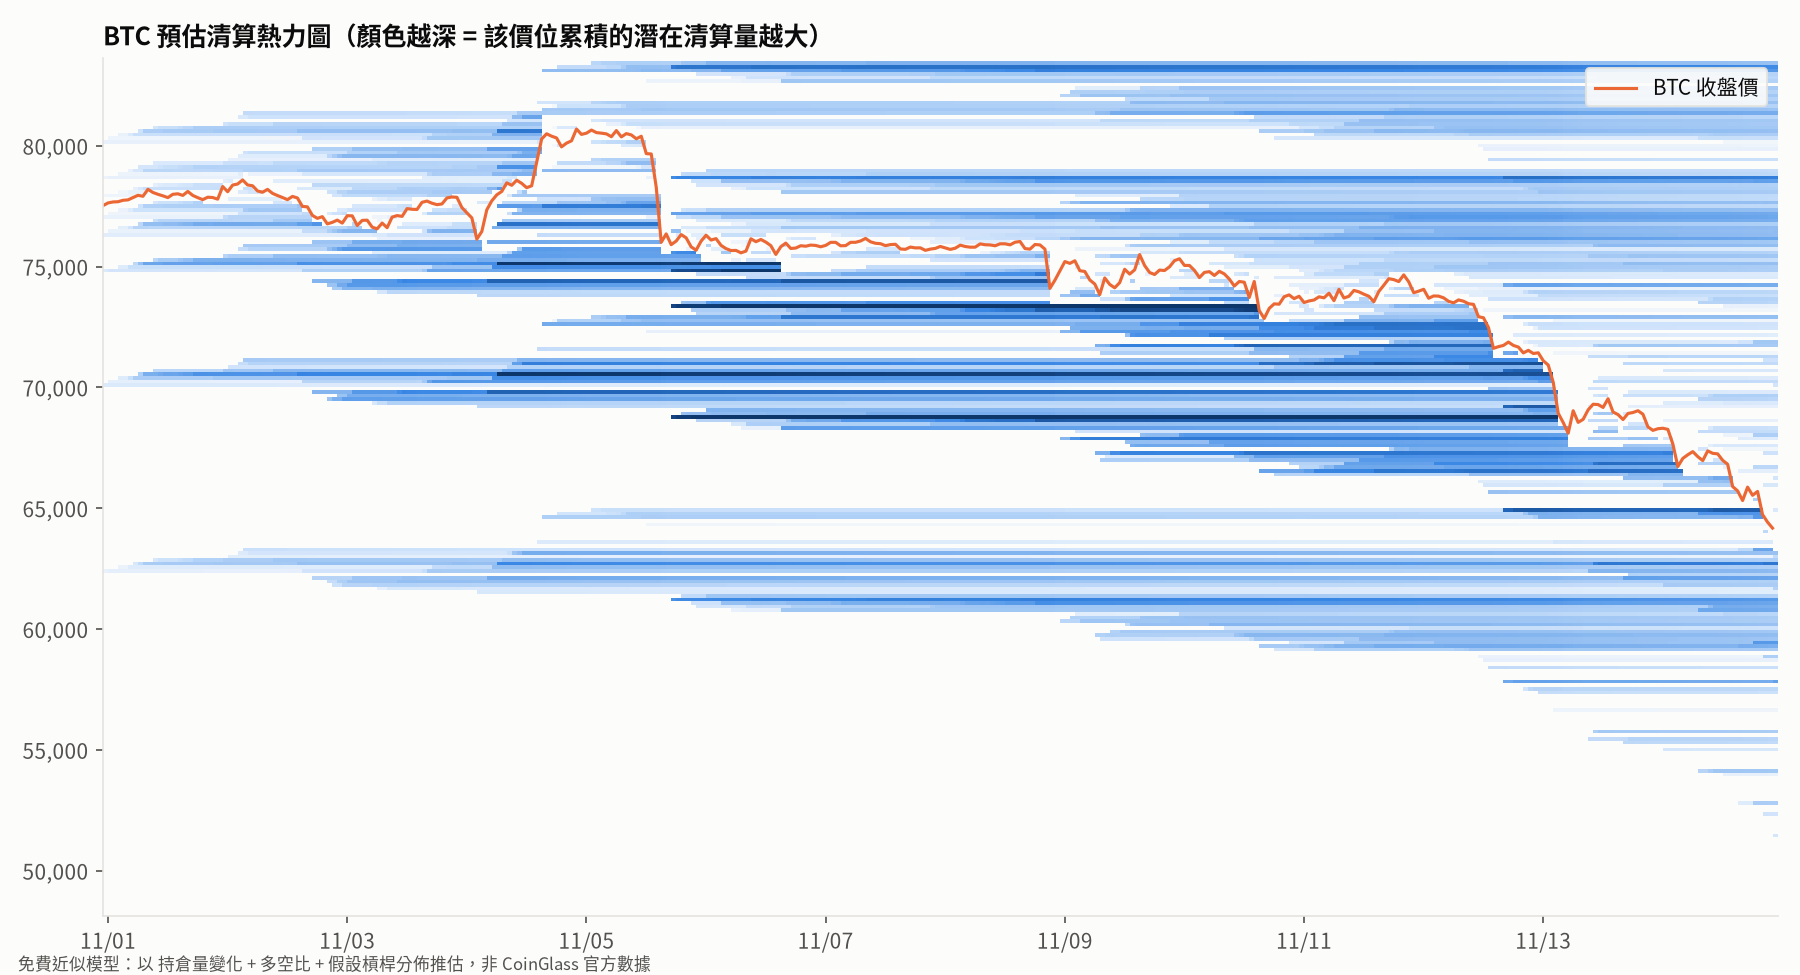 BTC 預估清算熱力圖（顏色越深 = 該價位累積的潛在清算量越大）
BTC 收盤價
80,000
75,000
70,000
65,000
60,000
55,000
50,000
11/01 11/03 11/05 11/07 11/09 11/11 11/13
免費近似模型：以 持倉量變化 + 多空比 + 假設槓桿分佈推估，非 CoinGlass 官方數據